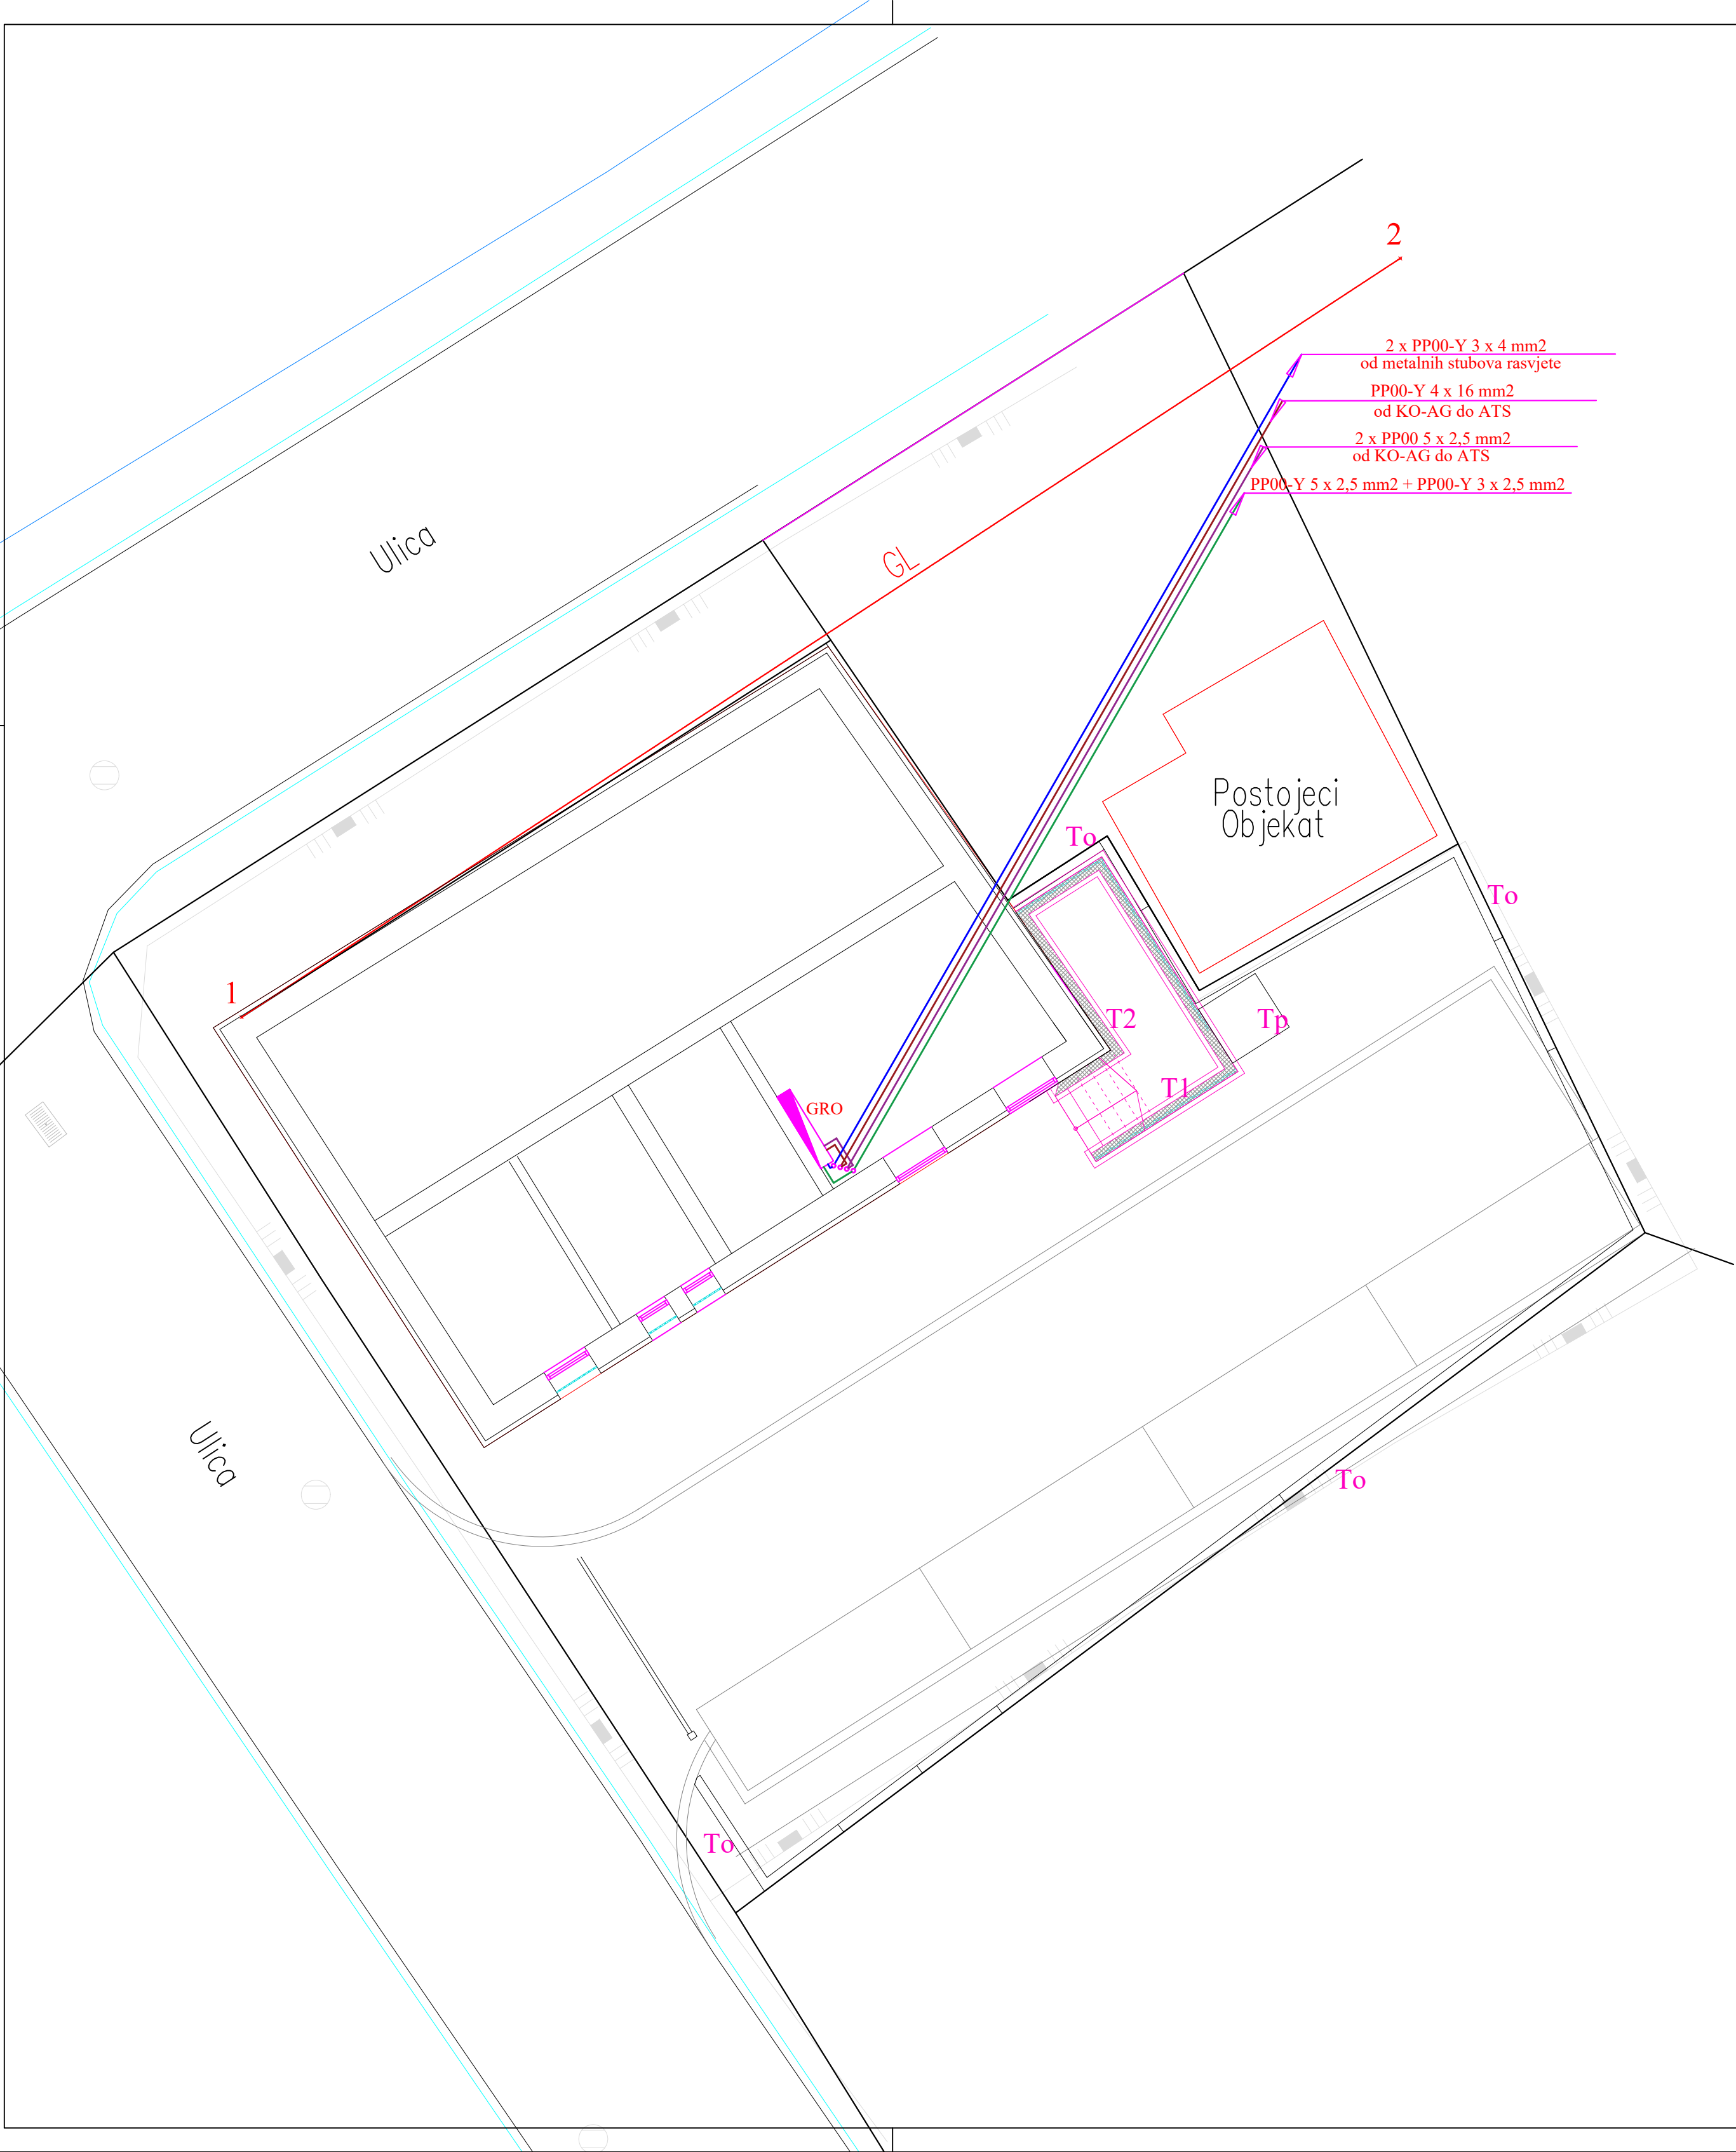 2
2 x PP00-Y 3 x 4 mm2
od metalnih stubova rasvjete
PP00-Y 4 x 16 mm2
od KO-AG do ATS
2 x PP00 5 x 2,5 mm2
od KO-AG do ATS
PP00-Y 5 x 2,5 mm2 + PP00-Y 3 x 2,5 mm2
Ulica
GL
Postojeci
Objekat
To
To
1
T2
Tp
T1
GRO
Ulica
To
To